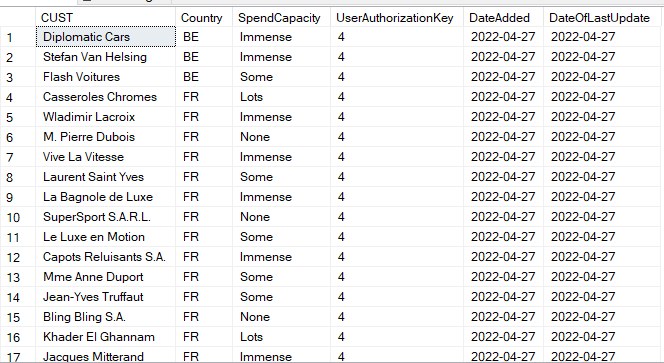 CUST Country SpendCapacity UserAuthorizationKey DateAdded DateOfLastUpdate
1 Diplomatic Cars BE Immense 4 2022-04-27 2022-04-27
2 Stefan Van Helsing BE Immense 4 2022-04-27 2022-04-27
3 Flash Voitures BE Some 4 2022-04-27 2022-04-27
4 Casseroles Chromes FR Lots 4 2022-04-27 2022-04-27
5 Wladimir Lacroix FR Immense 4 2022-04-27 2022-04-27
6 M. Pierre Dubois FR None 4 2022-04-27 2022-04-27
7 Vive La Vitesse FR Immense 4 2022-04-27 2022-04-27
8 Laurent Saint Yves FR Some 4 2022-04-27 2022-04-27
9 La Bagnole de Luxe FR Immense 4 2022-04-27 2022-04-27
10 SuperSport S.A.R.L. FR None 4 2022-04-27 2022-04-27
11 Le Luxe en Motion FR Some 4 2022-04-27 2022-04-27
12 Capots Reluisants S.A. FR Immense 4 2022-04-27 2022-04-27
13 Mme Anne Duport FR Some 4 2022-04-27 2022-04-27
14 Jean-Yves Truffaut FR Some 4 2022-04-27 2022-04-27
15 Bling Bling S.A. FR None 4 2022-04-27 2022-04-27
16 Khader El Ghannam FR Lots 4 2022-04-27 2022-04-27
17 Jacques Mitterand FR Immense 4 2022-04-27 2022-04-27